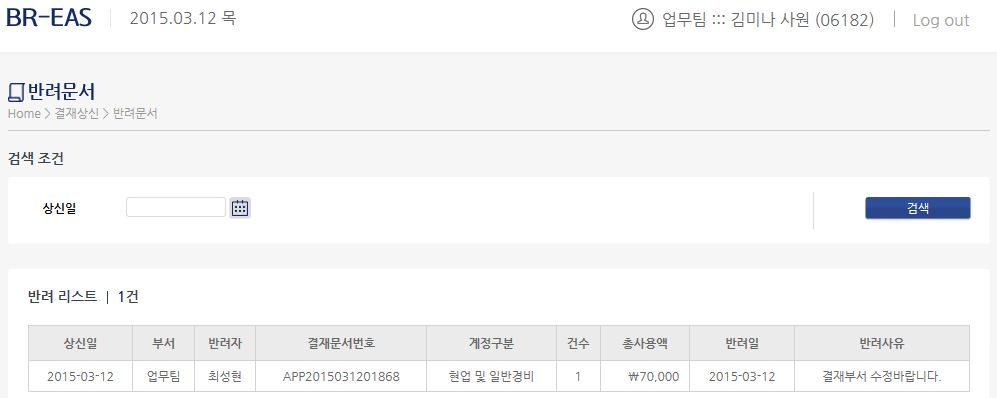 BR-EAS 2015.03.12 목 업무팀 ::: 김미나 사원 (06182) Log out
반려문서
Home > 결재상신 > 반려문서
검색 조건
상신일 검색
반려 리스트 | 1건
상신일 부서 반려자 결재문서번호 계정구분 건수 총사용액 반려일 반려사유
2015-03-12 업무팀 최성현 APP2015031201868 현업 및 일반경비 1 ₩70,000 2015-03-12 결재부서 수정바랍니다.